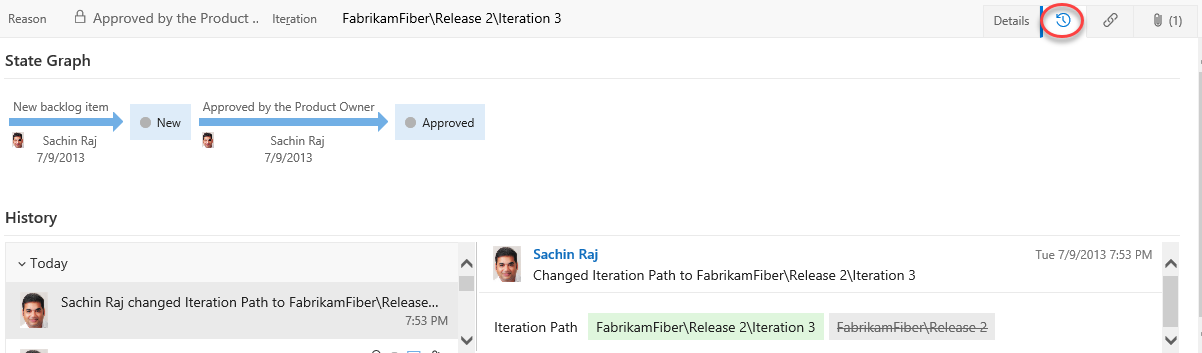 Reason Approved by the Product .. Iteration FabrikamFiber\Release 2\Iteration 3 Details (1)
State Graph
New backlog item Approved by the Product Owner
New Approved
Sachin Raj Sachin Raj
7/9/2013 7/9/2013
History
Today
Sachin Raj changed Iteration Path to FabrikamFiber\Release...
7:53 PM
Sachin Raj Tue 7/9/2013 7:53 PM
Changed Iteration Path to FabrikamFiber\Release 2\Iteration 3
Iteration Path FabrikamFiber\Release 2\Iteration 3 FabrikamFiber\Release 2